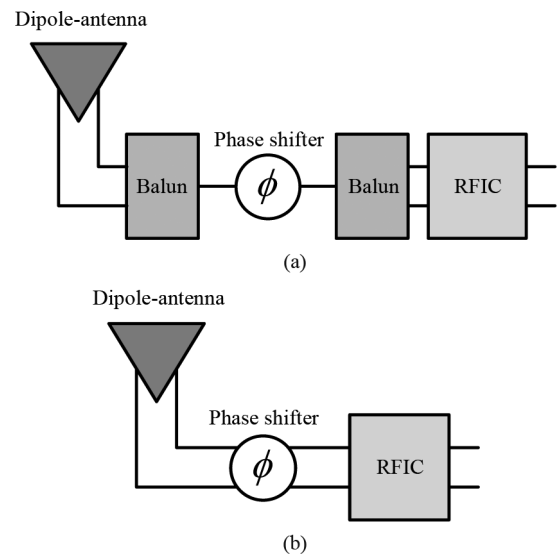 Dipole-antenna
Phase shifter
Balun
ϕ
Balun
RFIC
(a)
Dipole-antenna
Phase shifter
ϕ
RFIC
(b)